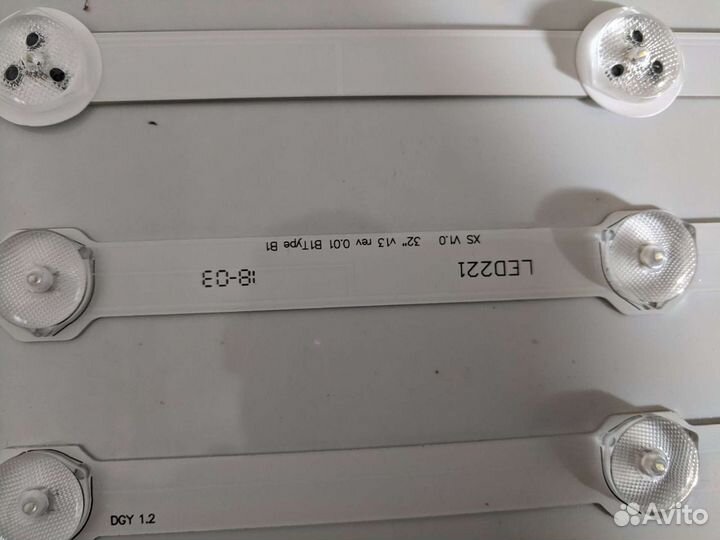 XS V1.0 32" v13 rev 0.01 B1Type B1
LED221
18-03
DGY 1.2
Avito